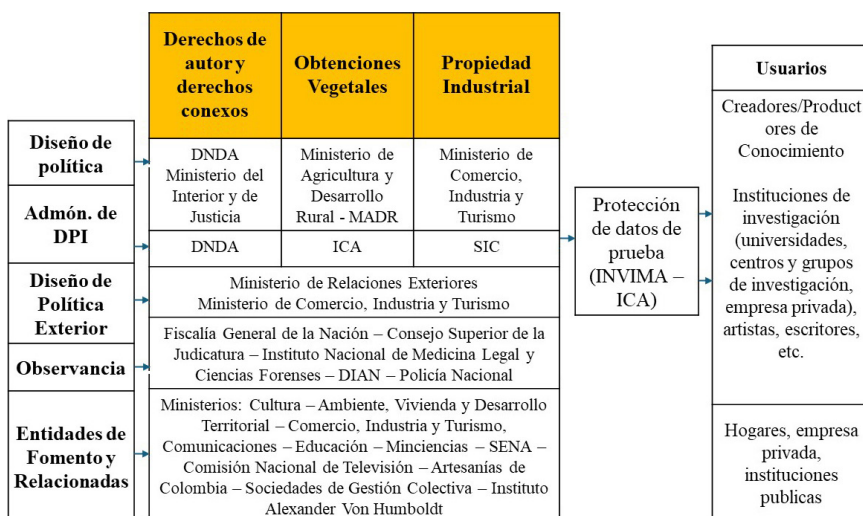 Derechos de
autor y
derechos
conexos
Obtenciones
Vegetales
Propiedad
Industrial
Diseño de
política
DNDA
Ministerio del
Interior y de
Justicia
Ministerio de
Agricultura y
Desarrollo
Rural - MADR
Ministerio de
Comercio,
Industria y
Turismo
Admón. de
DPI
DNDA
ICA
SIC
Diseño de
Política
Exterior
Ministerio de Relaciones Exteriores
Ministerio de Comercio, Industria y Turismo
Observancia
Fiscalía General de la Nación – Consejo Superior de la
Judicatura – Instituto Nacional de Medicina Legal y
Ciencias Forenses – DIAN – Policía Nacional
Entidades de
Fomento y
Relacionadas
Ministerios: Cultura – Ambiente, Vivienda y Desarrollo
Territorial – Comercio, Industria y Turismo,
Comunicaciones – Educación – Minciencias – SENA –
Comisión Nacional de Televisión – Artesanías de
Colombia – Sociedades de Gestión Colectiva – Instituto
Alexander Von Humboldt
Protección
de datos de
prueba
(INVIMA –
ICA)
Usuarios
Creadores/Product
ores de
Conocimiento
Instituciones de
investigación
(universidades,
centros y grupos
de investigación,
empresa privada),
artistas, escritores,
etc.
Hogares, empresa
privada,
instituciones
publicas